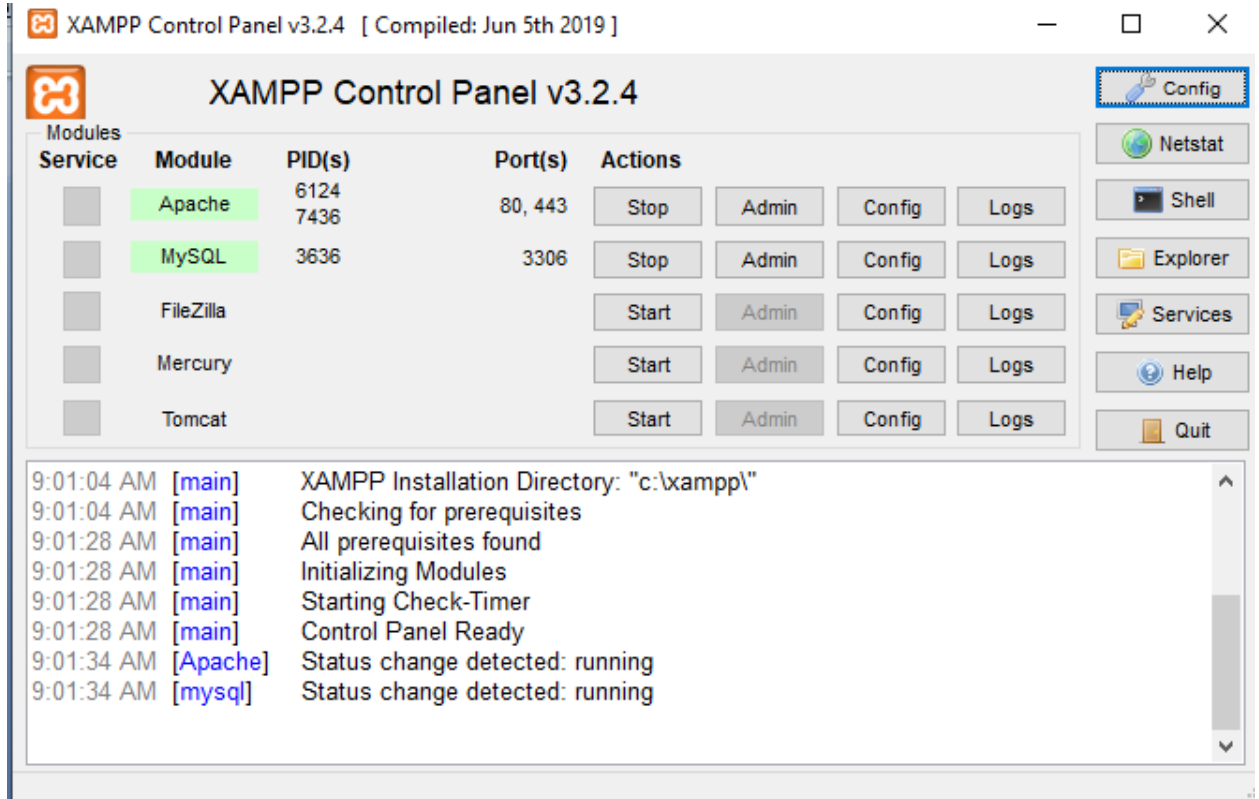 XAMPP Control Panel v3.2.4 [ Compiled: Jun 5th 2019 ]
XAMPP Control Panel v3.2.4
Config
Modules
Service Module PID(s) Port(s) Actions
Netstat
Apache 6124 80, 443 Stop Admin Config Logs
7436
Shell
MySQL 3636 3306 Stop Admin Config Logs
Explorer
FileZilla Start Admin Config Logs
Services
Mercury Start Admin Config Logs
Help
Tomcat Start Admin Config Logs
Quit
9:01:04 AM [main] XAMPP Installation Directory: "c:\xampp\"
9:01:04 AM [main] Checking for prerequisites
9:01:28 AM [main] All prerequisites found
9:01:28 AM [main] Initializing Modules
9:01:28 AM [main] Starting Check-Timer
9:01:28 AM [main] Control Panel Ready
9:01:34 AM [Apache] Status change detected: running
9:01:34 AM [mysql] Status change detected: running